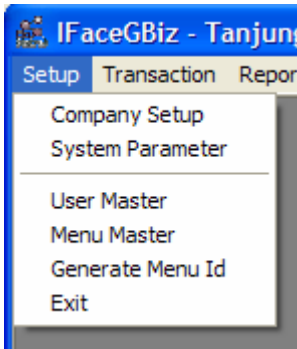 IFaceGBiz - Tanjung
Setup Transaction Repor
Company Setup
System Parameter
User Master
Menu Master
Generate Menu Id
Exit